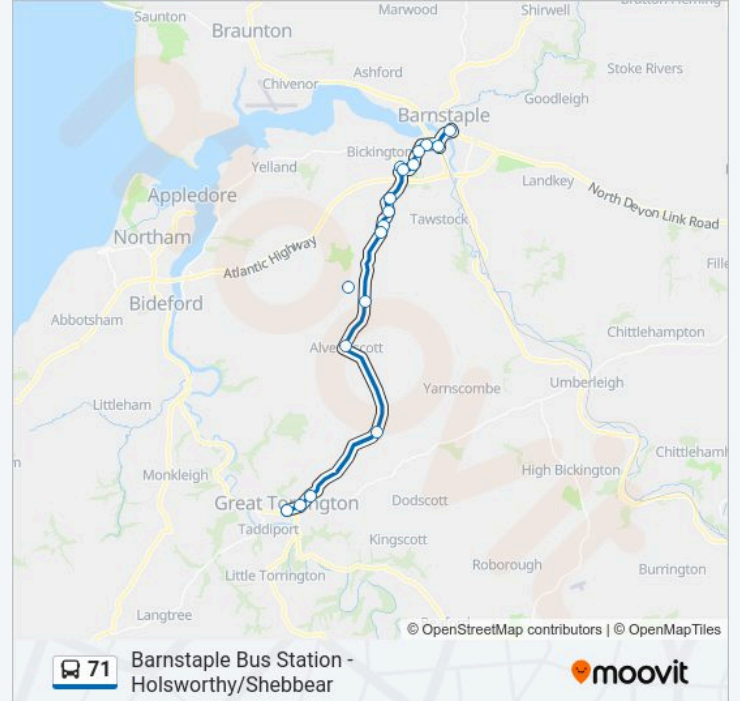 Marwood
Shirwell
Saunton
Braunton
Ashford
Stoke Rivers
Chivenor
Goodleigh
Barnstaple
Bickington
Yelland
Landkey
Appledore
North Devon Link Road
Tawstock
Northam
Atlantic Highway
Bideford
Abbotsham
Chittlehampton
Yarnscombe
Umberleigh
Littleham
High Bickington
Monkleigh
Great Torrington
Dodscott
Taddiport
Kingscott
Roborough
Little Torrington
Burrington
Langtree
© OpenStreetMap contributors | © OpenMapTiles
71
Barnstaple Bus Station -
Holsworthy/Shebbear
moovit